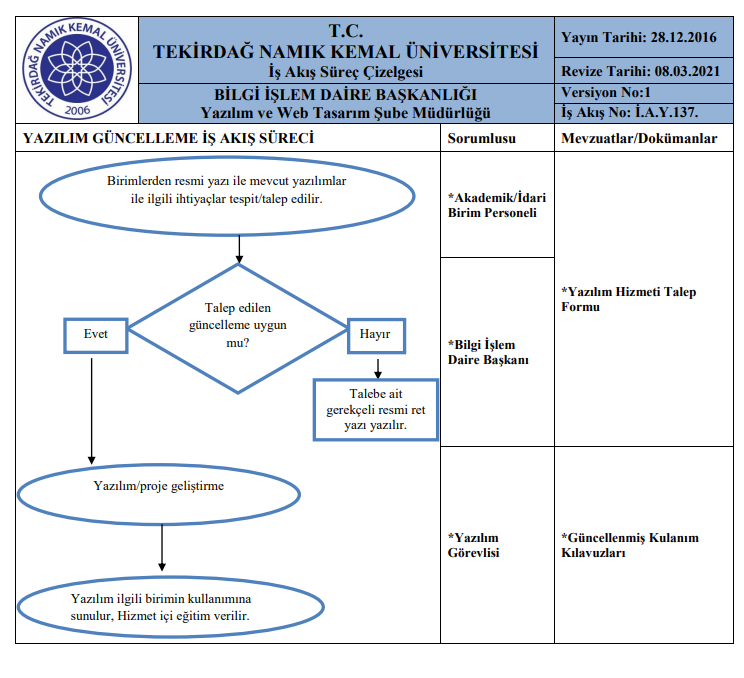 TEKİRDAĞ NAMIK KEMAL ÜNİVERSİTESİ
2006
T.C.
TEKİRDAĞ NAMIK KEMAL ÜNİVERSİTESİ
İş Akış Süreç Çizelgesi
BİLGİ İŞLEM DAİRE BAŞKANLIĞI
Yazılım ve Web Tasarım Şube Müdürlüğü
Yayın Tarihi: 28.12.2016
Revize Tarihi: 08.03.2021
Versiyon No:1
İş Akış No: İ.A.Y.137.
YAZILIM GÜNCELLEME İŞ AKIŞ SÜRECİ
Sorumlusu
Mevzuatlar/Dokümanlar
Birimlerden resmi yazı ile mevcut yazılımlar
ile ilgili ihtiyaçlar tespit/talep edilir.
*Akademik/İdari
Birim Personeli
Talep edilen
güncelleme uygun
mu?
Evet
Hayır
Talebe ait
gerekçeli resmi ret
yazı yazılır.
*Bilgi İşlem
Daire Başkanı
*Yazılım Hizmeti Talep
Formu
Yazılım/proje geliştirme
Yazılım ilgili birimin kullanımına
sunulur, Hizmet içi eğitim verilir.
*Yazılım
Görevlisi
*Güncellenmiş Kulanım
Kılavuzları